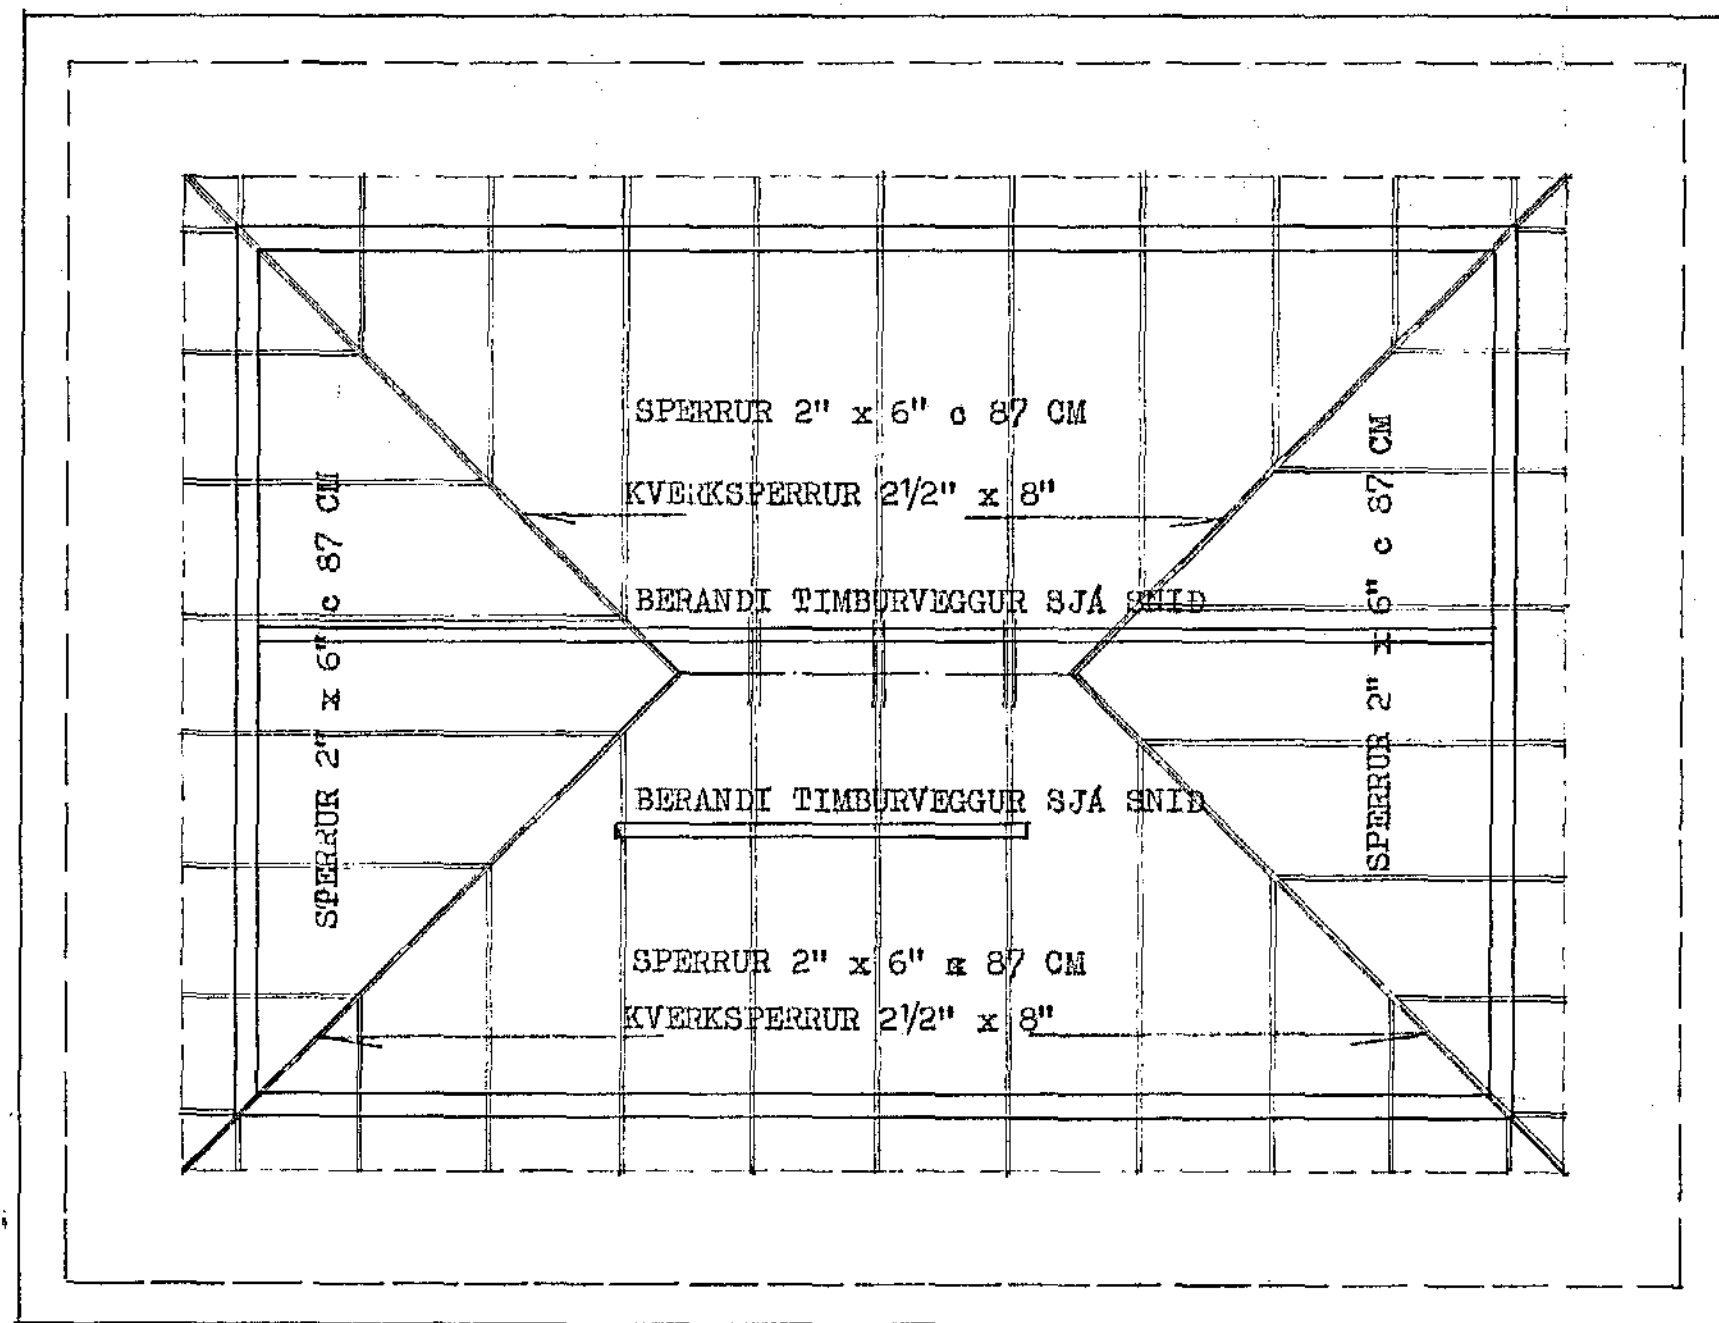 SPERRUR 2" x 6" c 87 CM
KVERKSPERRUR 2½" x 8"
BERANDI TIMBURVEGGUR SJÁ SNID
SPERRUR 2" x 6" c 87 CM
SPERRUR 2" x 6" c 87 CM
BERANDI TIMBURVEGGUR SJÁ SNID
SPERRUR 2" x 6" 87 CM
KVERKSPERRUR 2½" x 8"